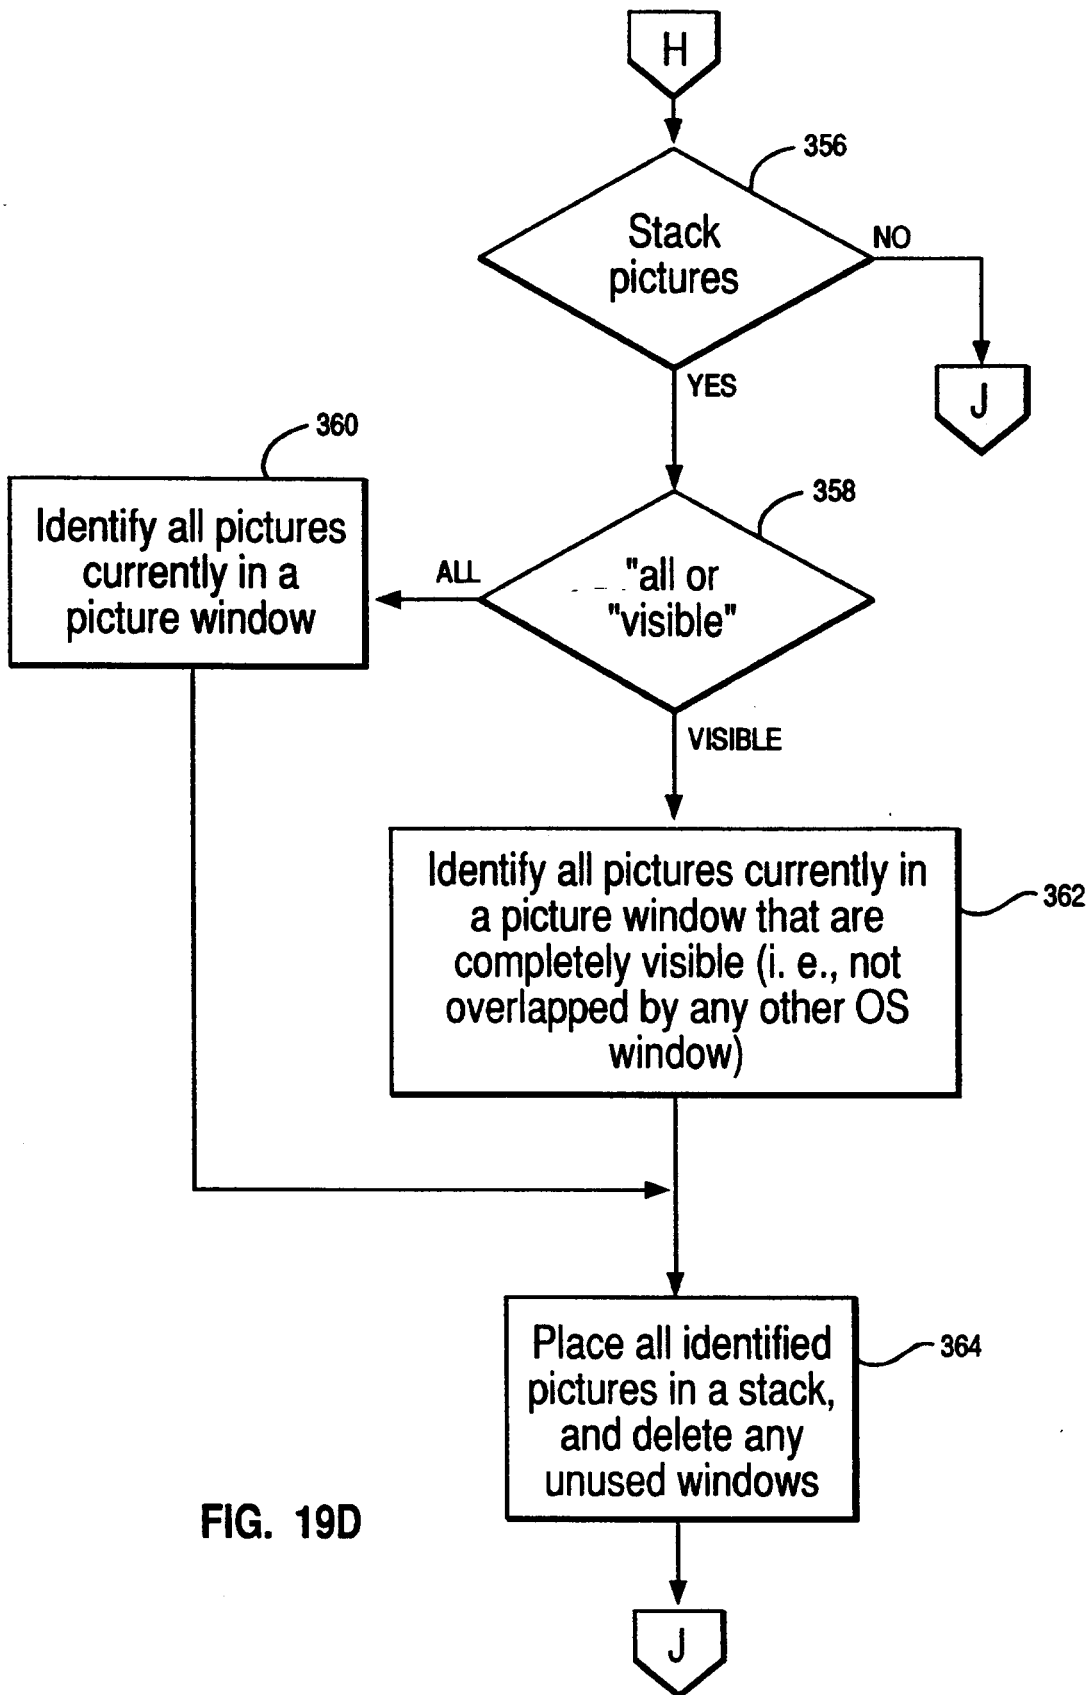 H
356
Stack
pictures
NO
J
YES
360
Identify all pictures
currently in a
picture window
ALL
358
"all or
"visible"
VISIBLE
Identify all pictures currently in
a picture window that are
completely visible (i. e., not
overlapped by any other OS
window)
362
Place all identified
pictures in a stack,
and delete any
unused windows
364
FIG. 19D
J